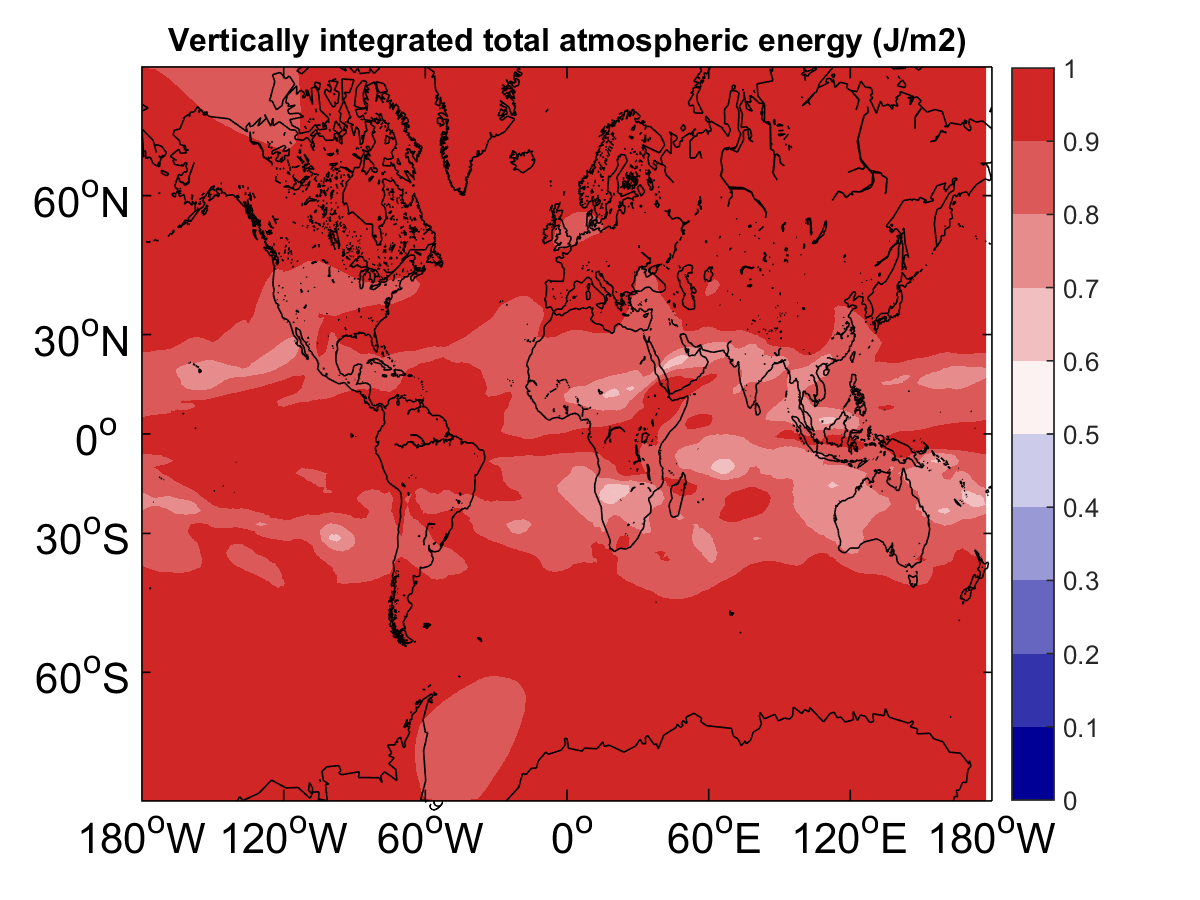 Vertically integrated total atmospheric energy (J/m2)
60°N
30°N
0°
30°S
60°S
180°W 120°W 60°W 0° 60°E 120°E 180°W
1
0.9
0.8
0.7
0.6
0.5
0.4
0.3
0.2
0.1
0